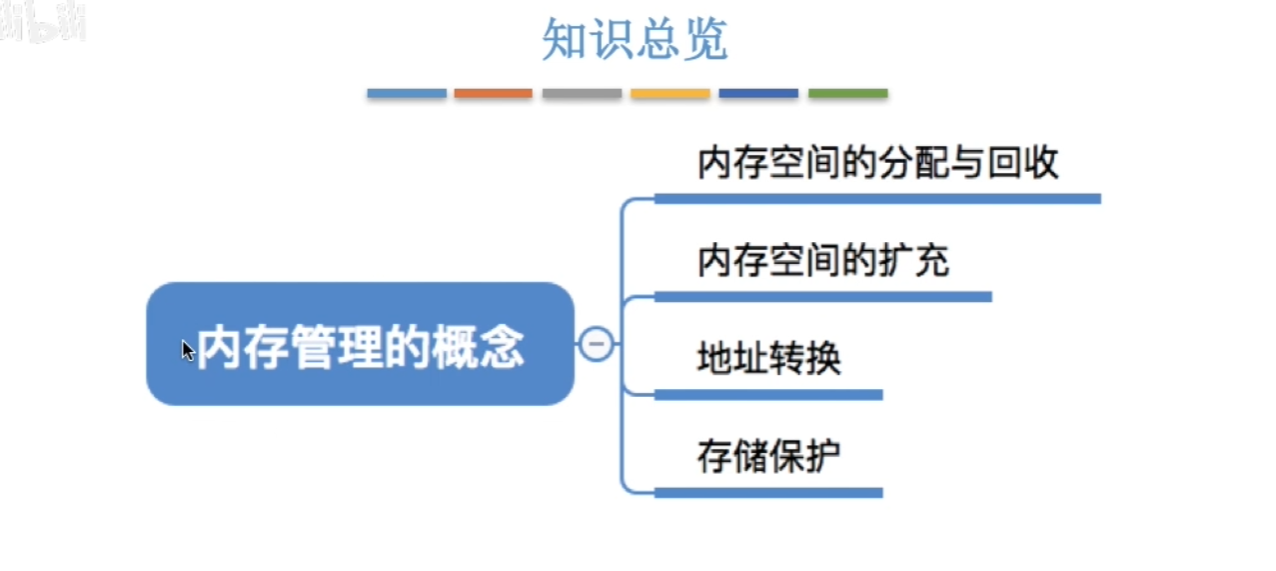 知识总览
内存空间的分配与回收
内存空间的扩充
内存管理的概念
地址转换
存储保护